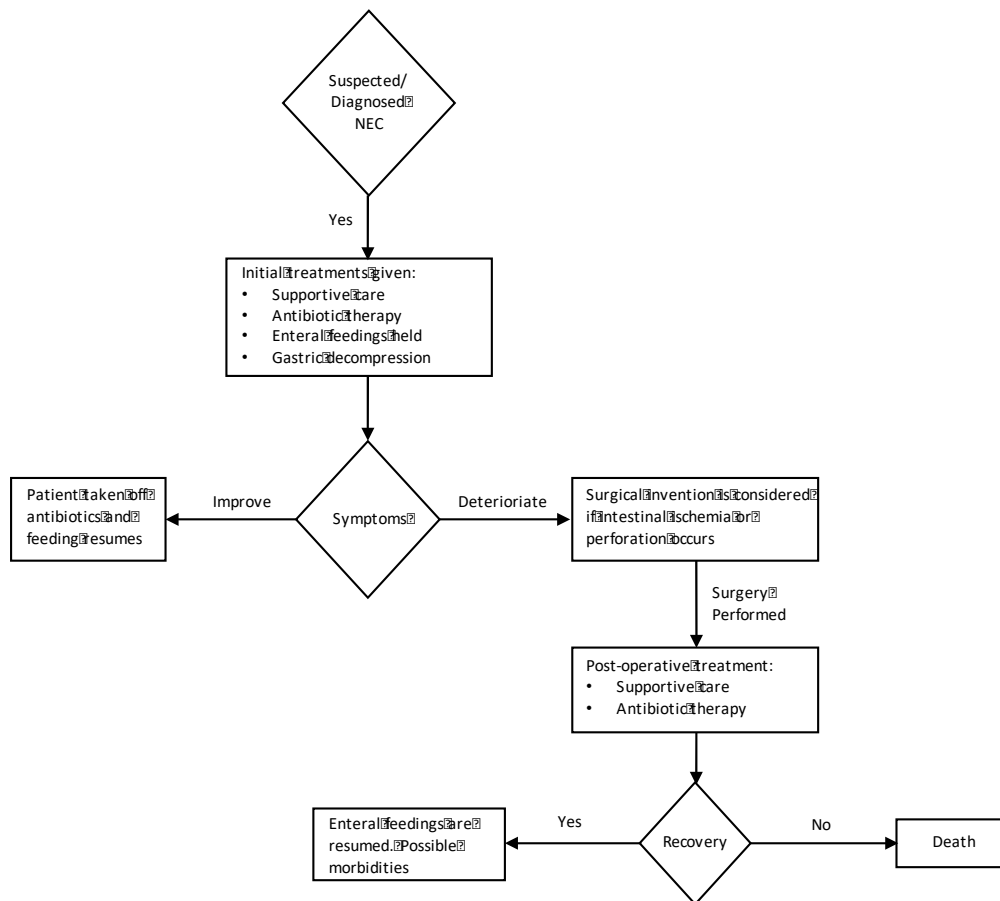 Suspected/
Diagnosed
NEC
Yes
Initial treatments given:
• Supportive care
• Antibiotic therapy
• Enteral feedings held
• Gastric decompression
Patient taken off
antibiotics and
feeding resumes
Improve
Symptoms
Deteriorate
Surgical invention is considered
if intestinal ischemia or
perforation occurs
Surgery
Performed
Post-operative treatment:
• Supportive care
• Antibiotic therapy
Enteral feedings are
resumed. Possible
morbidities
Yes
Recovery
No
Death